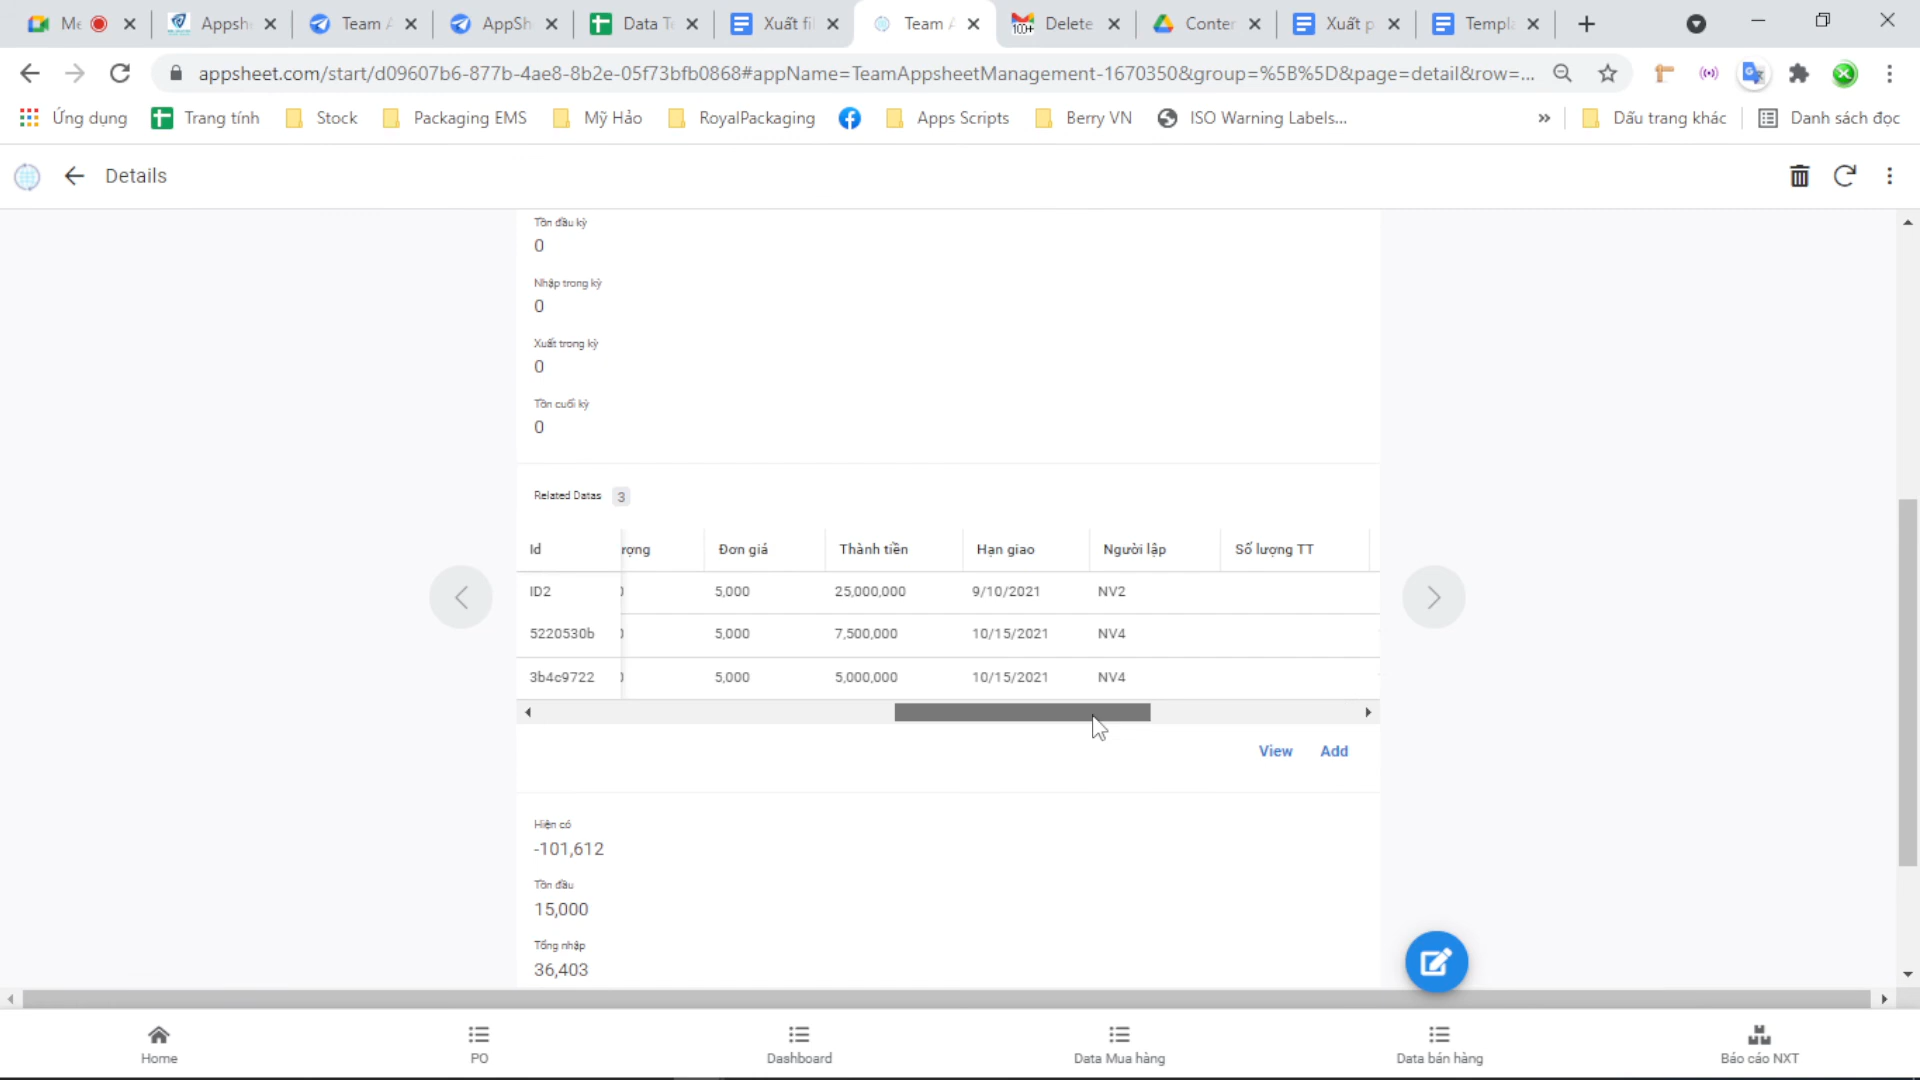 Me
Appsh
Team A
AppSh
Data Te
Xuất fi
Team A
100+
Delete
Conter
Xuất p
Templa
appsheet.com/start/d09607b6-877b-4ae8-8b2e-05f73bfb0868#appName=TeamAppsheetManagement-1670350&group=%5B%5D&page=detail&row=...
Ứng dụng
Trang tính
Stock
Packaging EMS
Mỹ Hảo
RoyalPackaging
Apps Scripts
Berry VN
ISO Warning Labels...
»
Dấu trang khác
Danh sách đọc
Details
Tồn đầu kỳ
0
Nhập trong kỳ
0
Xuất trong kỳ
0
Tồn cuối kỳ
0
Related Datas 3
Id rọng Đơn giá Thành tiền Hạn giao Người lập Số lượng TT
ID2 5,000 25,000,000 9/10/2021 NV2
5220530b 5,000 7,500,000 10/15/2021 NV4
3b4c9722 5,000 5,000,000 10/15/2021 NV4
View Add
Hiện có
-101,612
Tồn đầu
15,000
Tổng nhập
36,403
Home
PO
Dashboard
Data Mua hàng
Data bán hàng
Báo cáo NXT